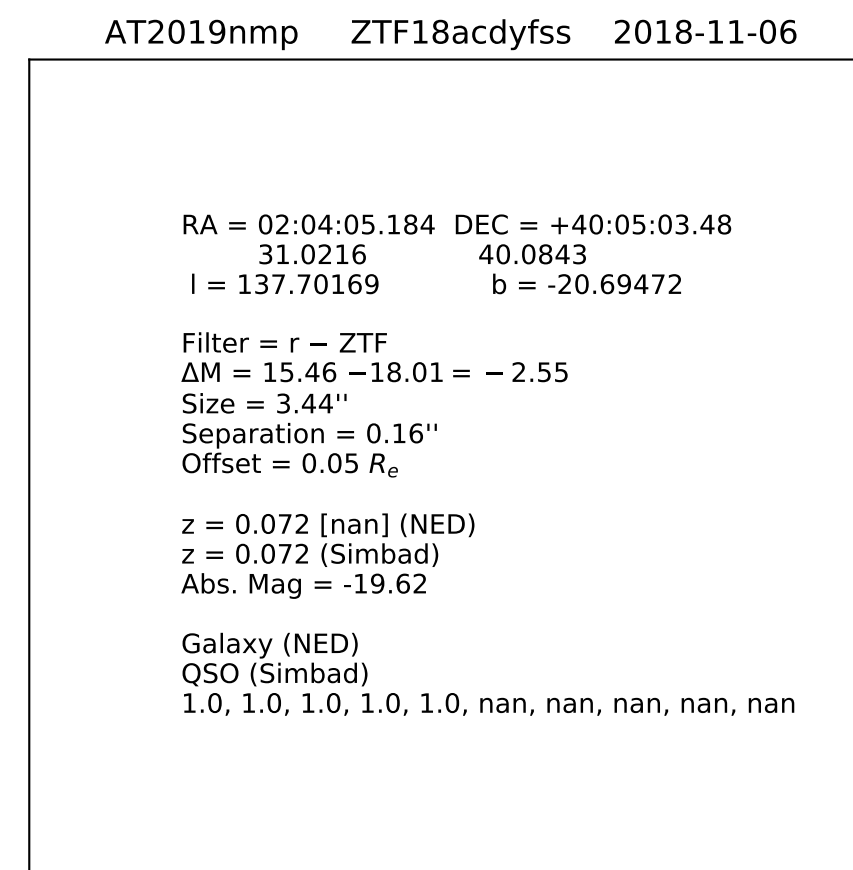 AT2019nmp ZTF18acdyfss 2018-11-06
RA = 02:04:05.184 DEC = +40:05:03.48
31.0216 40.0843
l = 137.70169 b = -20.69472
Filter = r − ZTF
ΔM = 15.46 −18.01 = − 2.55
Size = 3.44''
Separation = 0.16''
Offset = 0.05 Re
z = 0.072 [nan] (NED)
z = 0.072 (Simbad)
Abs. Mag = -19.62
Galaxy (NED)
QSO (Simbad)
1.0, 1.0, 1.0, 1.0, 1.0, nan, nan, nan, nan, nan